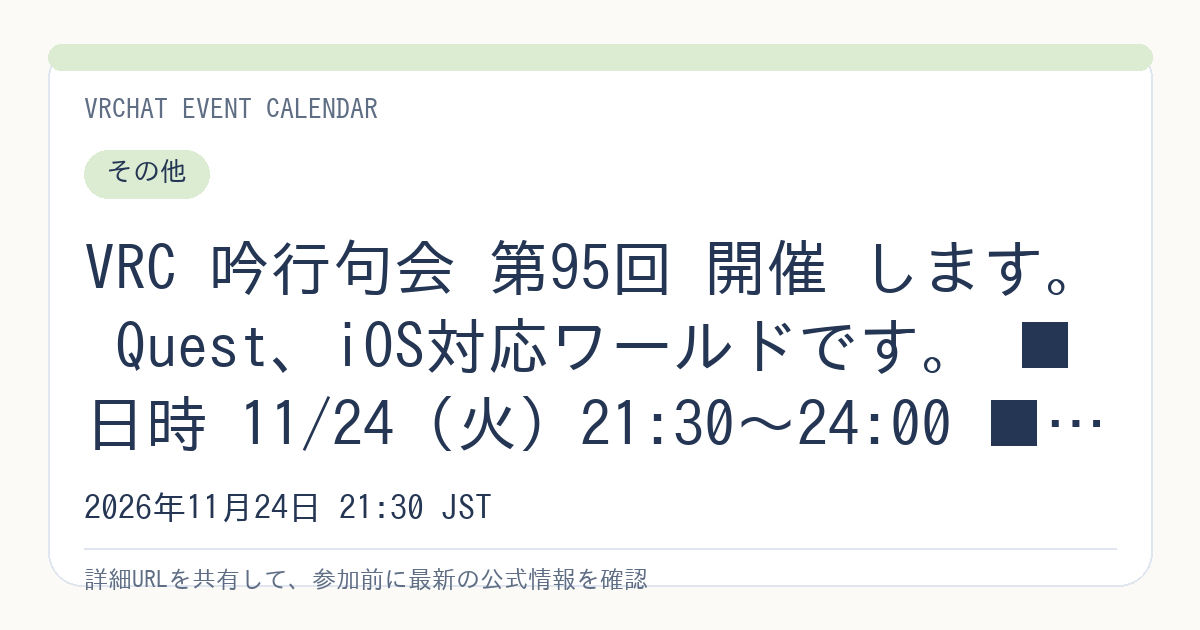 VRCHAT EVENT CALENDAR
その他
VRC 吟行句会 第95回 開催 します。
Quest、iOS対応ワールドです。 ■
日時 11/24 (火) 21:30〜24:00 ■…
2026年11月24日 21:30 JST
詳細URLを共有して、参加前に最新の公式情報を確認